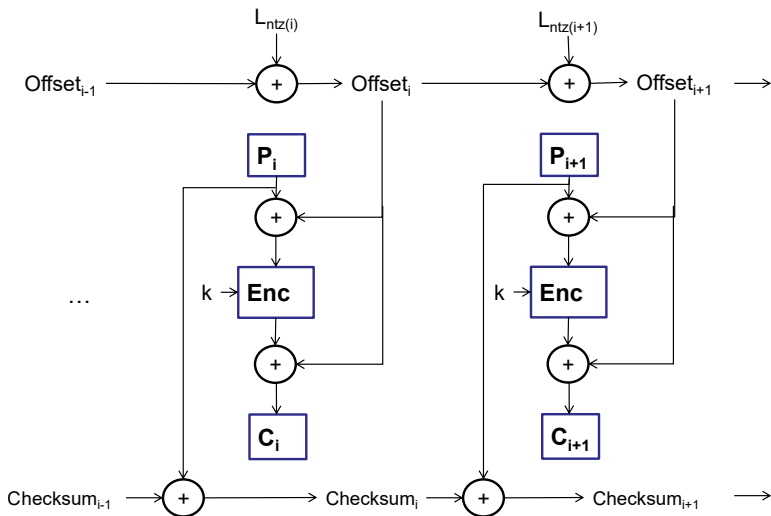 L_ntz(i) L_ntz(i+1)
Offset_i-1 + Offset_i + Offset_i+1
P_i P_i+1
+ +
… k Enc k Enc
+ +
C_i C_i+1
Checksum_i-1 + Checksum_i + Checksum_i+1